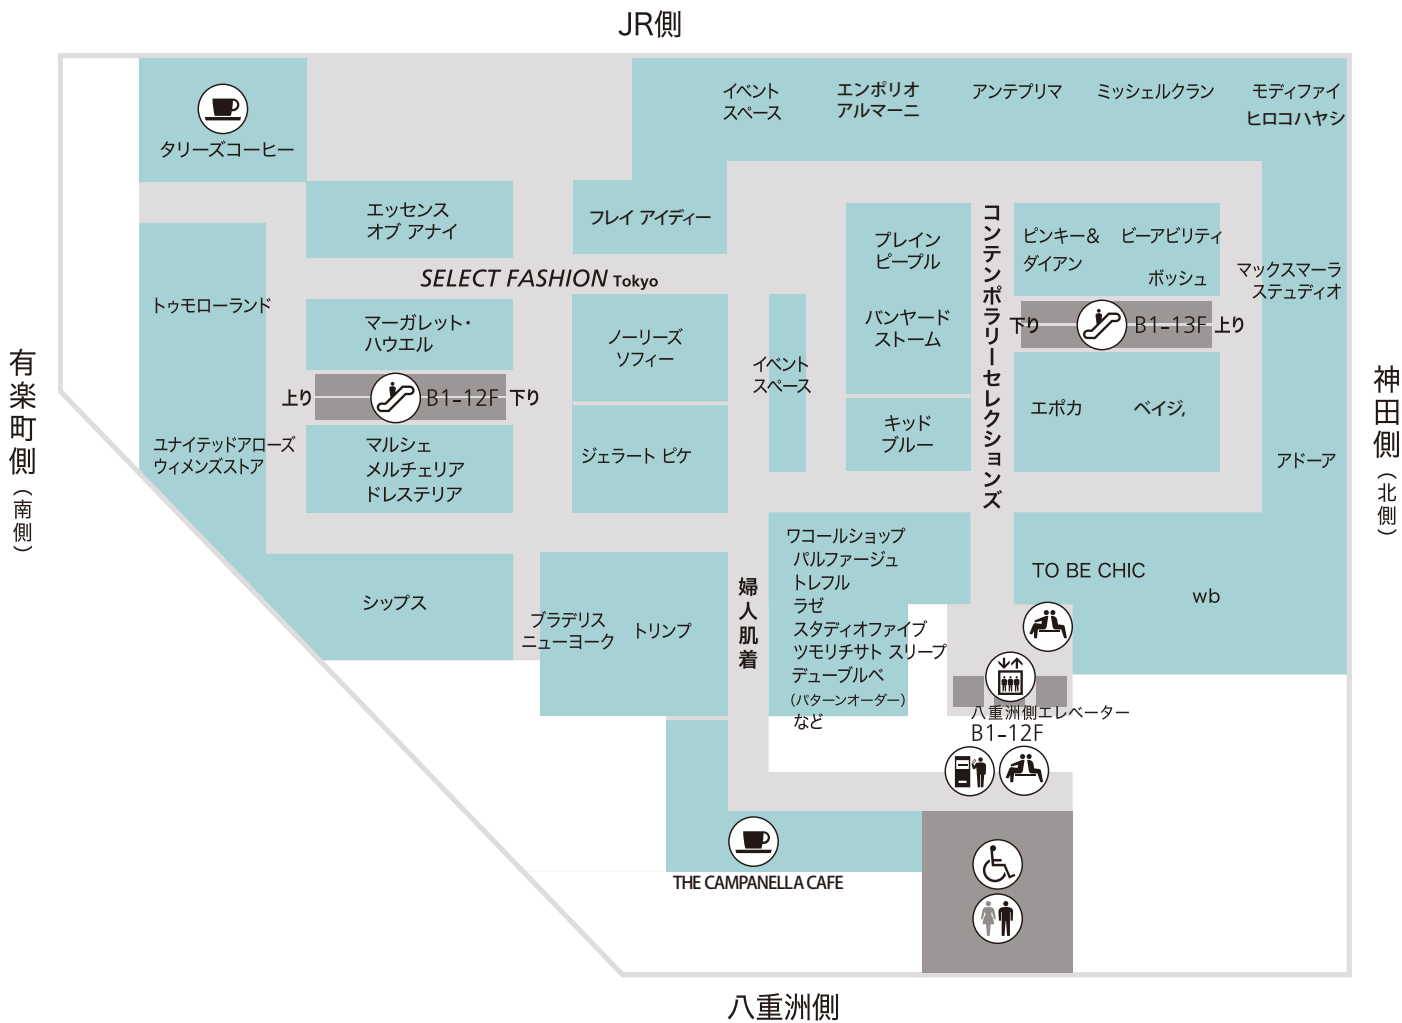 JR側
タリーズコーヒー
イベント
スペース
エンポリオ
アルマーニ
アンテプリマ
ミッシェルクラン
モディファイ
ヒロコハヤシ
エッセンス
オブ アナイ
フレイ アイディー
SELECT FASHION Tokyo
トゥモローランド
マーガレット・
ハウエル
上り
B1-12F
下り
ユナイテッドアローズ
ウィメンズストア
マルシェ
メルチェリア
ドレステリア
ノーリーズ
ソフィー
ジェラート ピケ
イベント
スペース
プレイン
ピープル
バンヤード
ストーム
キッド
ブルー
コンテンポラリーセレクションズ
ピンキー&
ダイアン
ビーアビリティ
ボッシュ
下り
B1-13F
上り
マックスマーラ
ステュディオ
エポカ
ベイジ,
アドーア
有楽町側（南側）
神田側（北側）
シップス
ブラデリス
ニューヨーク
トリンプ
婦人肌着
ワコールショップ
パルファージュ
トレフル
ラゼ
スタディオファイブ
ツモリチサト スリープ
デューブルベ
（パターンオーダー）
など
TO BE CHIC
wb
八重洲側エレベーター
B1-12F
THE CAMPANELLA CAFE
八重洲側